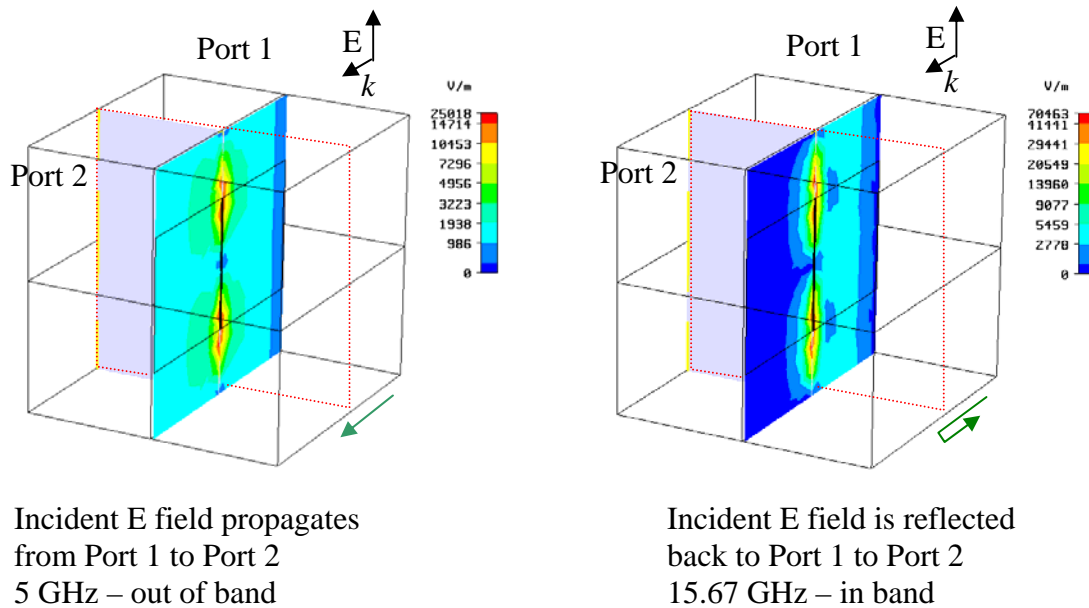 Port 1
E
k
Port 2
V/m
25018
14714
10453
7296
4956
3223
1938
986
0
Incident E field propagates
from Port 1 to Port 2
5 GHz – out of band
Port 1
E
k
Port 2
V/m
70463
41441
29441
20549
13960
9077
5459
2778
0
Incident E field is reflected
back to Port 1 to Port 2
15.67 GHz – in band